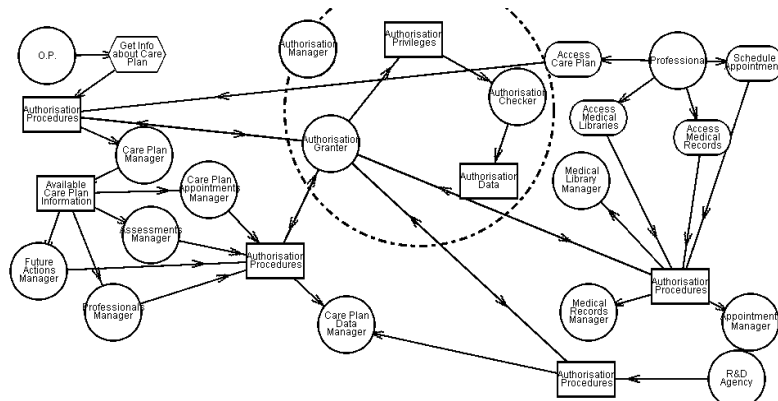 O.P.
Get Info
about Care
Plan
Authorisation
Manager
Authorisation
Privileges
Access
Care Plan
Professional
Schedule
Appointment
Authorisation
Procedures
Authorisation
Checker
Access
Medical
Libraries
Access
Medical
Records
Care Plan
Manager
Authorisation
Granter
Authorisation
Data
Medical
Library
Manager
Available
Care Plan
Information
Care Plan
Appointments
Manager
Assessments
Manager
Future
Actions
Manager
Authorisation
Procedures
Professionals
Manager
Care Plan
Data
Manager
Authorisation
Procedures
Medical
Records
Manager
Appointment
Manager
Authorisation
Procedures
R&D
Agency